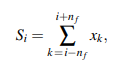 S_i = \sum_{k=i-n_f}^{i+n_f} x_k,